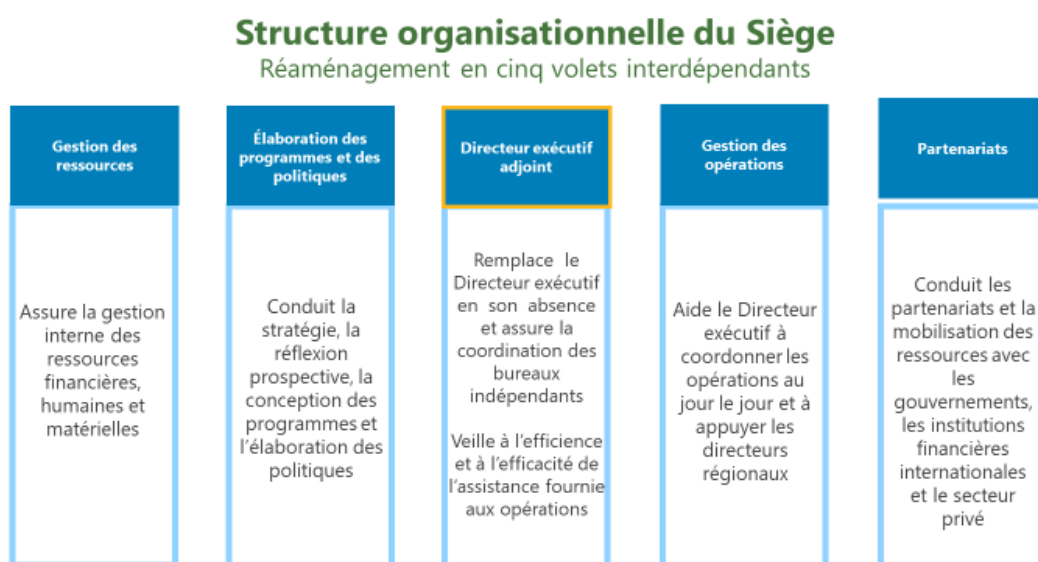 Structure organisationnelle du Siège
Réaménagement en cinq volets interdépendants
Gestion des
ressources
Assure la gestion
interne des
ressources
financières,
humaines et
matérielles
Élaboration des
programmes et des
politiques
Conduit la
stratégie, la
réflexion
prospective, la
conception des
programmes et
l'élaboration des
politiques
Directeur exécutif
adjoint
Remplace le
Directeur exécutif
en son absence
et assure la
coordination des
bureaux
indépendants
Veille à l'efficience
et à l'efficacité de
l'assistance fournie
aux opérations
Gestion des
opérations
Aide le Directeur
exécutif à
coordonner les
opérations au
jour le jour et à
appuyer les
directeurs
régionaux
Partenariats
Conduit les
partenariats et la
mobilisation des
ressources avec
les
gouvernements,
les institutions
financières
internationales
et le secteur
privé